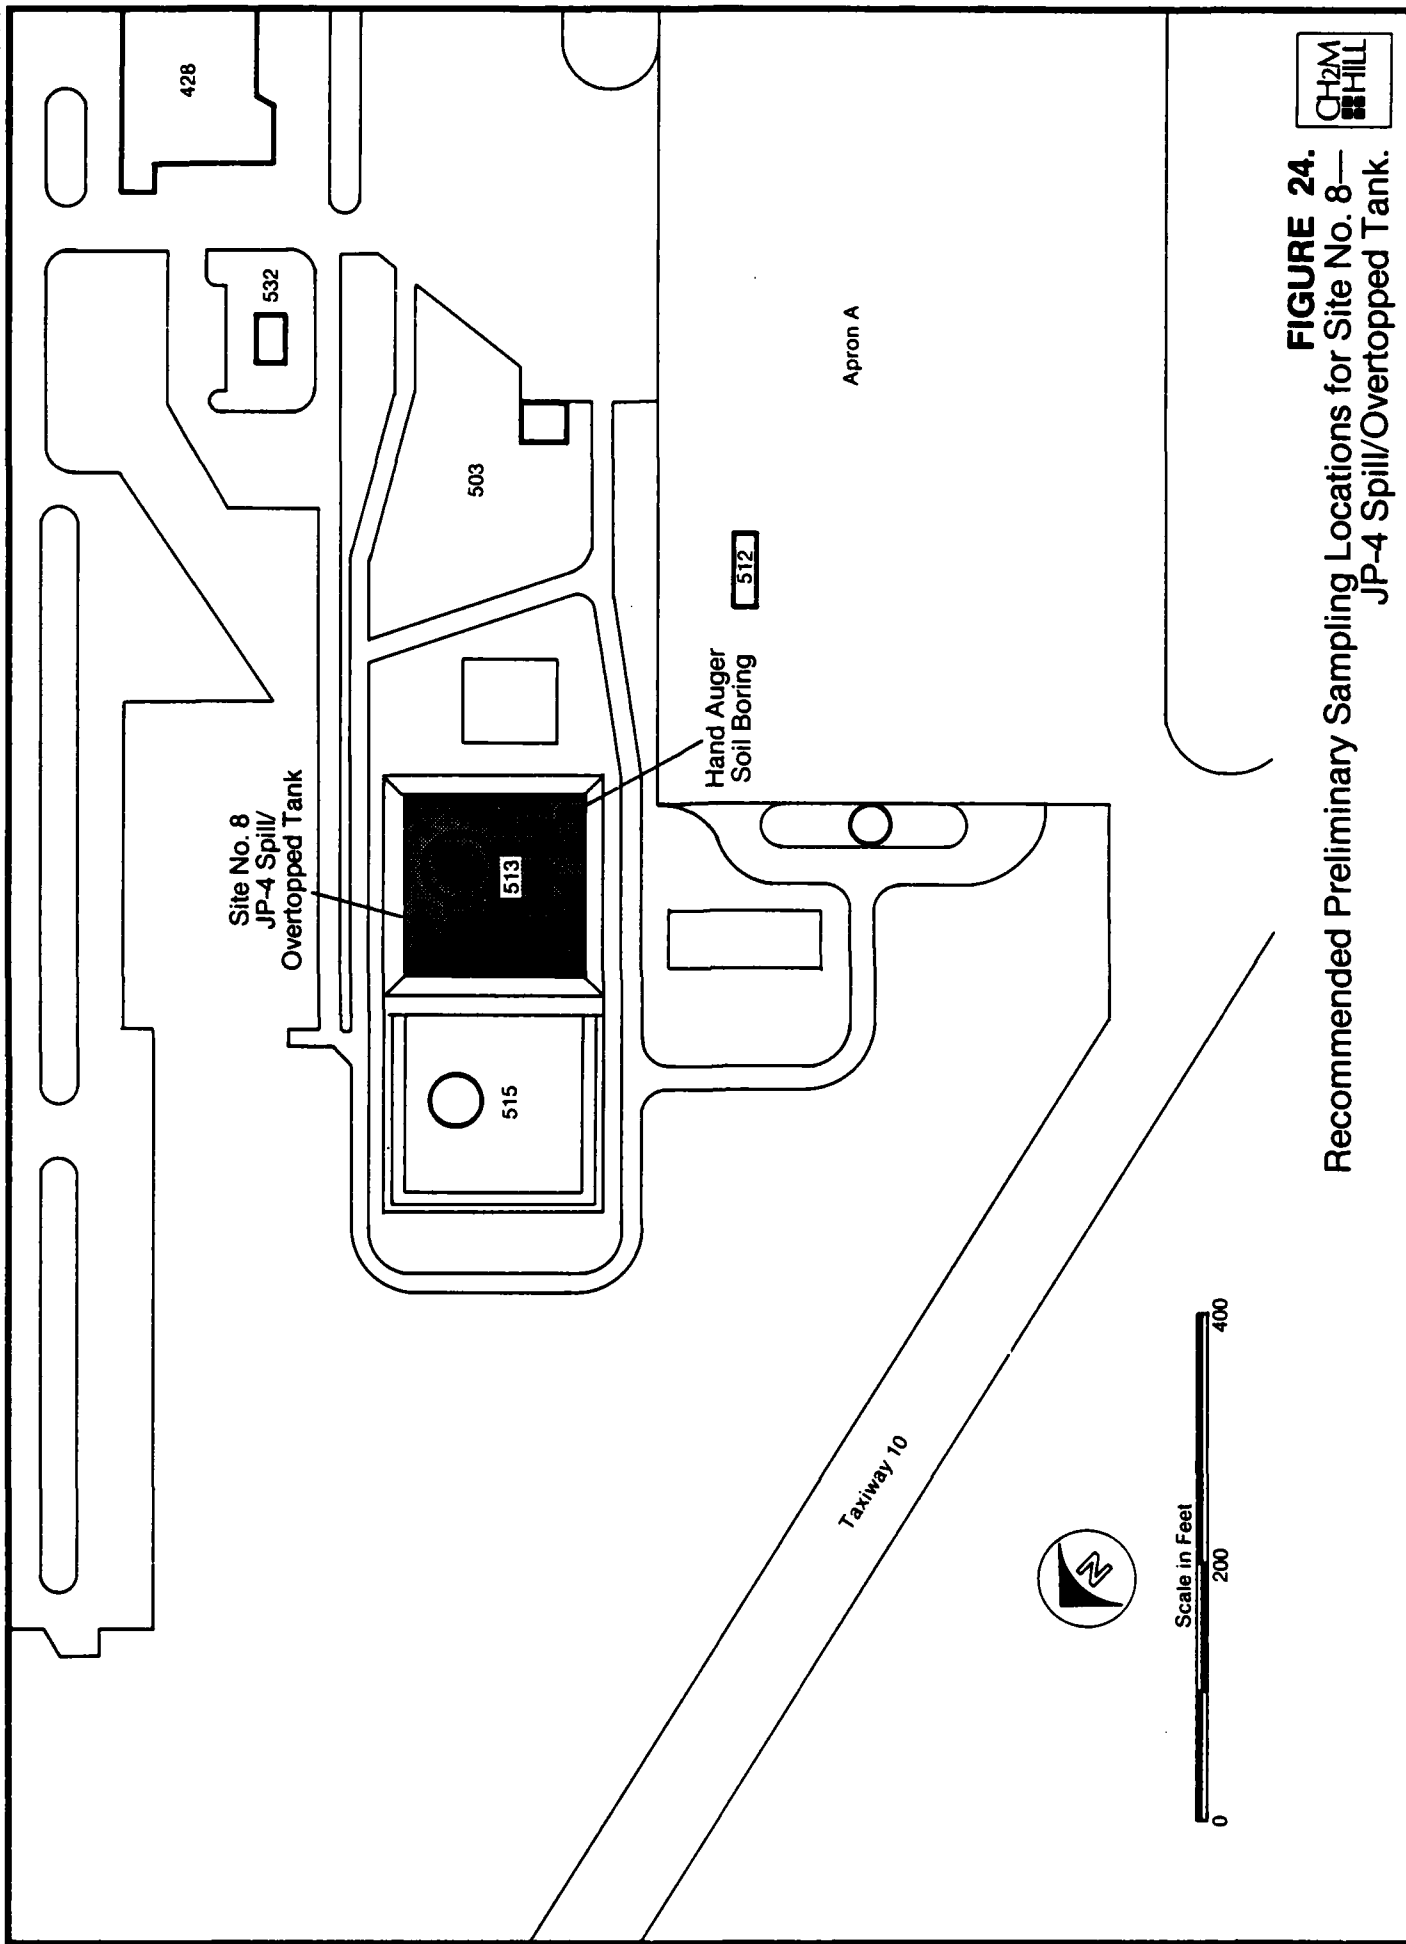 428
532
503
Site No. 8
JP-4 Spill/
Overtopped Tank
513
515
Hand Auger
Soil Boring
512
Apron A
Taxiway 10
N
Scale in Feet
0 200 400
FIGURE 24.
Recommended Preliminary Sampling Locations for Site No. 8—
JP-4 Spill/Overtopped Tank.
CH2M
HILL